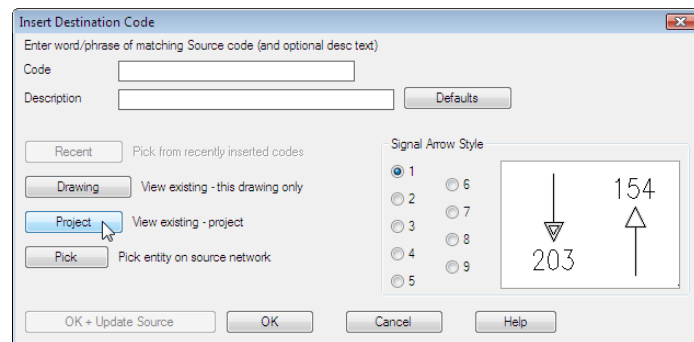 Insert Destination Code
Enter word/phrase of matching Source code (and optional desc text)
Code
Description
Defaults
Recent Pick from recently inserted codes
Drawing View existing - this drawing only
Project View existing - project
Pick Pick entity on source network
Signal Arrow Style
1
2
3
4
5
6
7
8
9
203
154
OK + Update Source OK Cancel Help